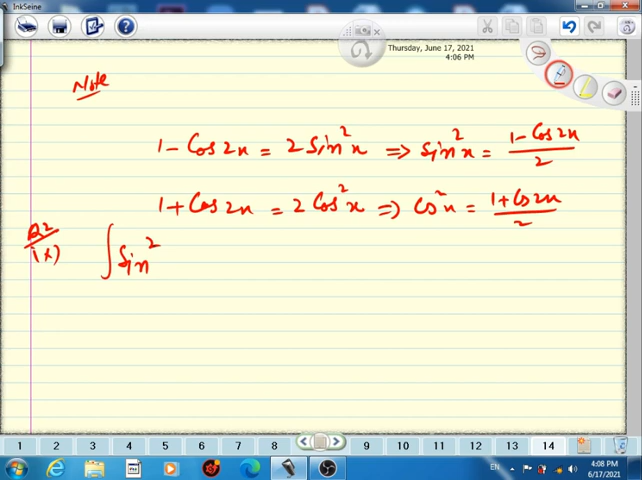 InkSeine
Thursday, June 17, 2021
4:06 PM
Note
1 - Cos 2x = 2 Sin²x ⇒ Sin²x = (1 - Cos 2x)/2
1 + Cos 2x = 2 Cos²x ⇒ Cos²x = (1 + Cos 2x)/2
Q2
(x) ∫ Sin²
1 2 3 4 5 6 7 8 9 10 11 12 13 14
EN 4:08 PM
6/17/2021